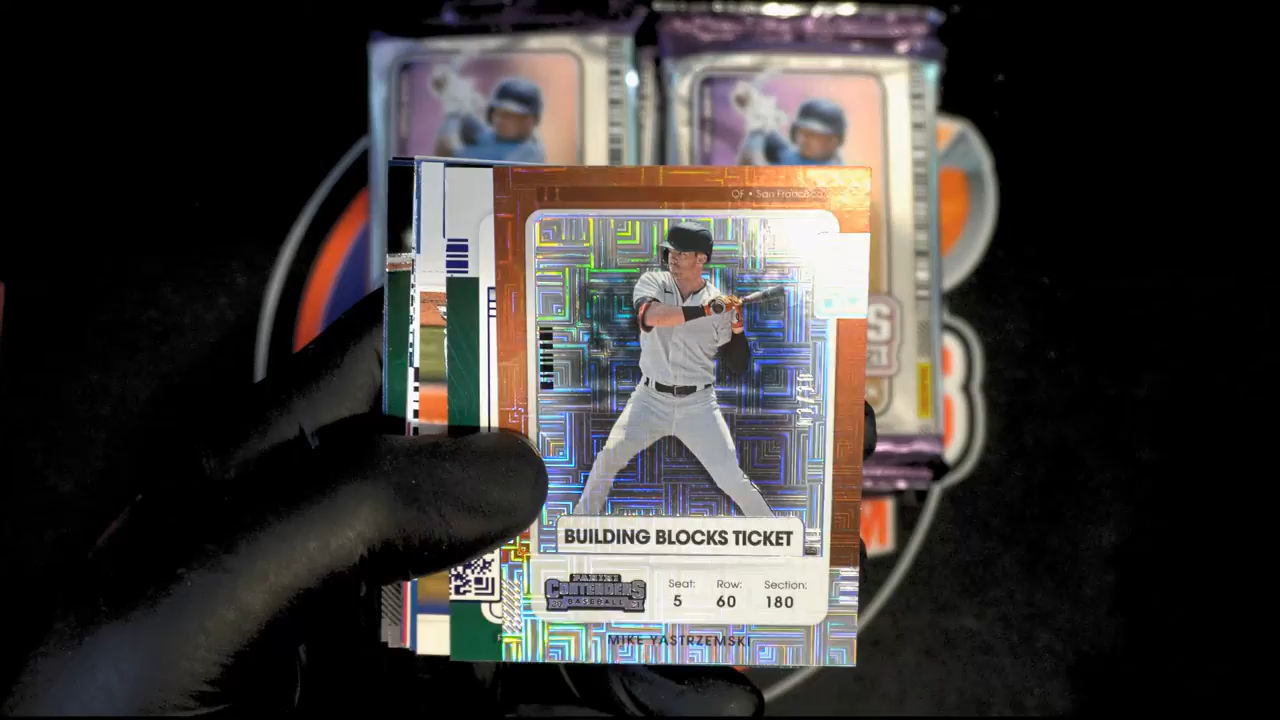 OF • San Francisco
BUILDING BLOCKS TICKET
PANINI
CONTENDERS
BASEBALL
Seat: Row: Section:
5 60 180
MIKE YASTRZEMSKI